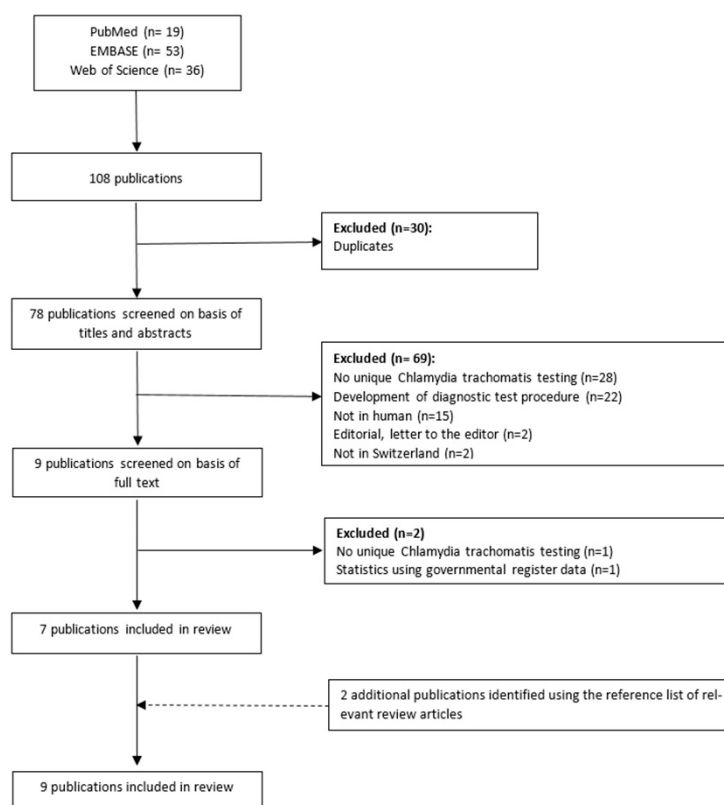 PubMed (n= 19)
EMBASE (n= 53)
Web of Science (n= 36)
108 publications
Excluded (n=30):
Duplicates
78 publications screened on basis of
titles and abstracts
Excluded (n= 69):
No unique Chlamydia trachomatis testing (n=28)
Development of diagnostic test procedure (n=22)
Not in human (n=15)
Editorial, letter to the editor (n=2)
Not in Switzerland (n=2)
9 publications screened on basis of
full text
Excluded (n=2)
No unique Chlamydia trachomatis testing (n=1)
Statistics using governmental register data (n=1)
7 publications included in review
2 additional publications identified using the reference list of rel-
evant review articles
9 publications included in review